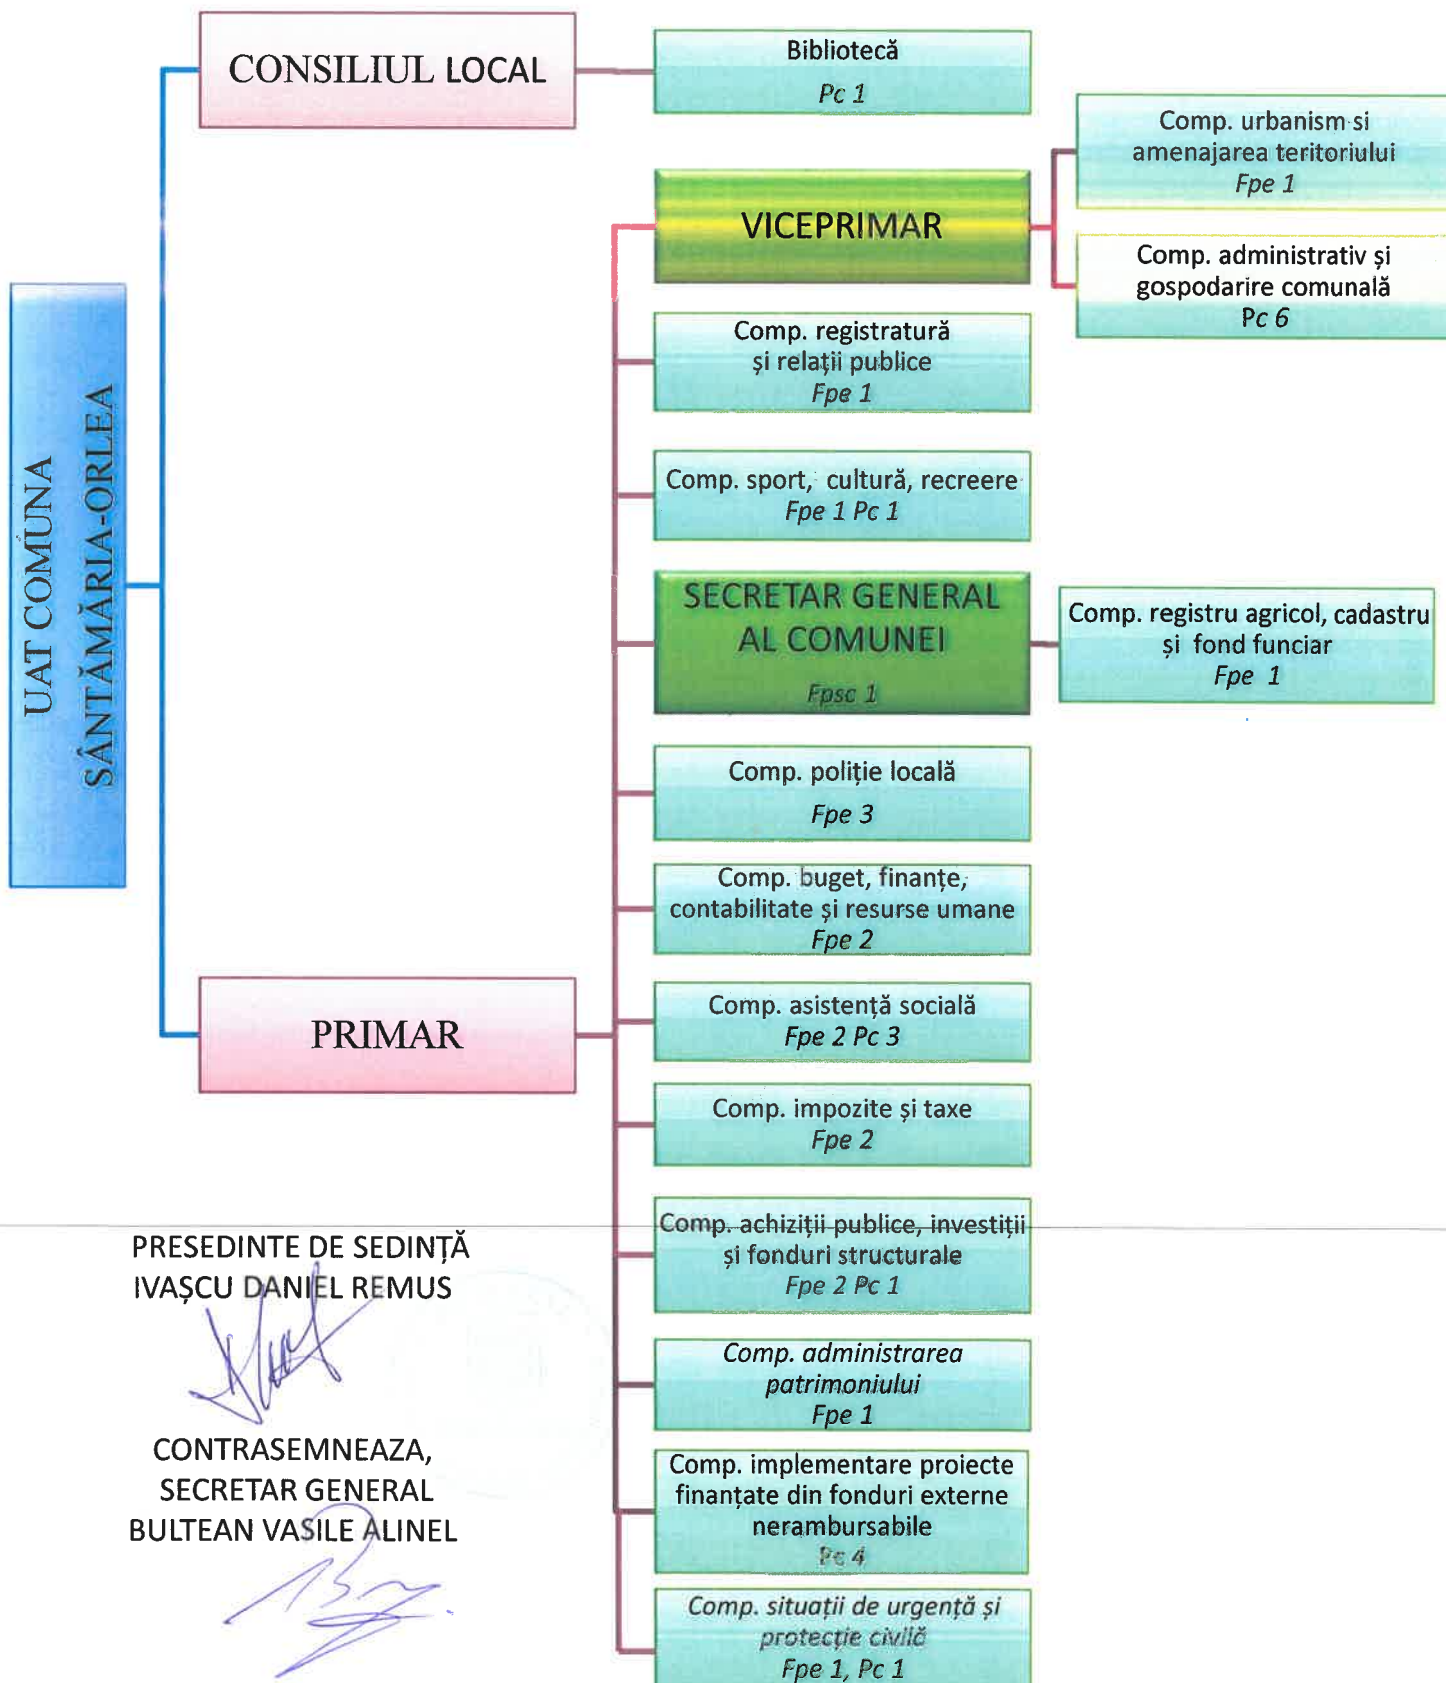 UAT COMUNA
SÂNTĂMĂRIA-ORLEA
CONSILIUL LOCAL
Bibliotecă
Pc 1
VICEPRIMAR
Comp. urbanism si
amenajarea teritoriului
Fpe 1
Comp. administrativ și
gospodarire comunală
Pc 6
Comp. registratură
și relații publice
Fpe 1
Comp. sport, cultură, recreere
Fpe 1 Pc 1
SECRETAR GENERAL
AL COMUNEI
Fpsc 1
Comp. registru agricol, cadastru
și fond funciar
Fpe 1
Comp. poliție locală
Fpe 3
Comp. buget, finanțe,
contabilitate și resurse umane
Fpe 2
PRIMAR
Comp. asistență socială
Fpe 2 Pc 3
Comp. impozite și taxe
Fpe 2
Comp. achiziții publice, investiții
și fonduri structurale
Fpe 2 Pc 1
Comp. administrarea
patrimoniului
Fpe 1
Comp. implementare proiecte
finanțate din fonduri externe
nerambursabile
Pc 4
Comp. situații de urgență și
protecție civilă
Fpe 1, Pc 1
PRESEDINTE DE SEDINȚĂ
IVAȘCU DANIEL REMUS
CONTRASEMNEAZA,
SECRETAR GENERAL
BULTEAN VASILE ALINEL